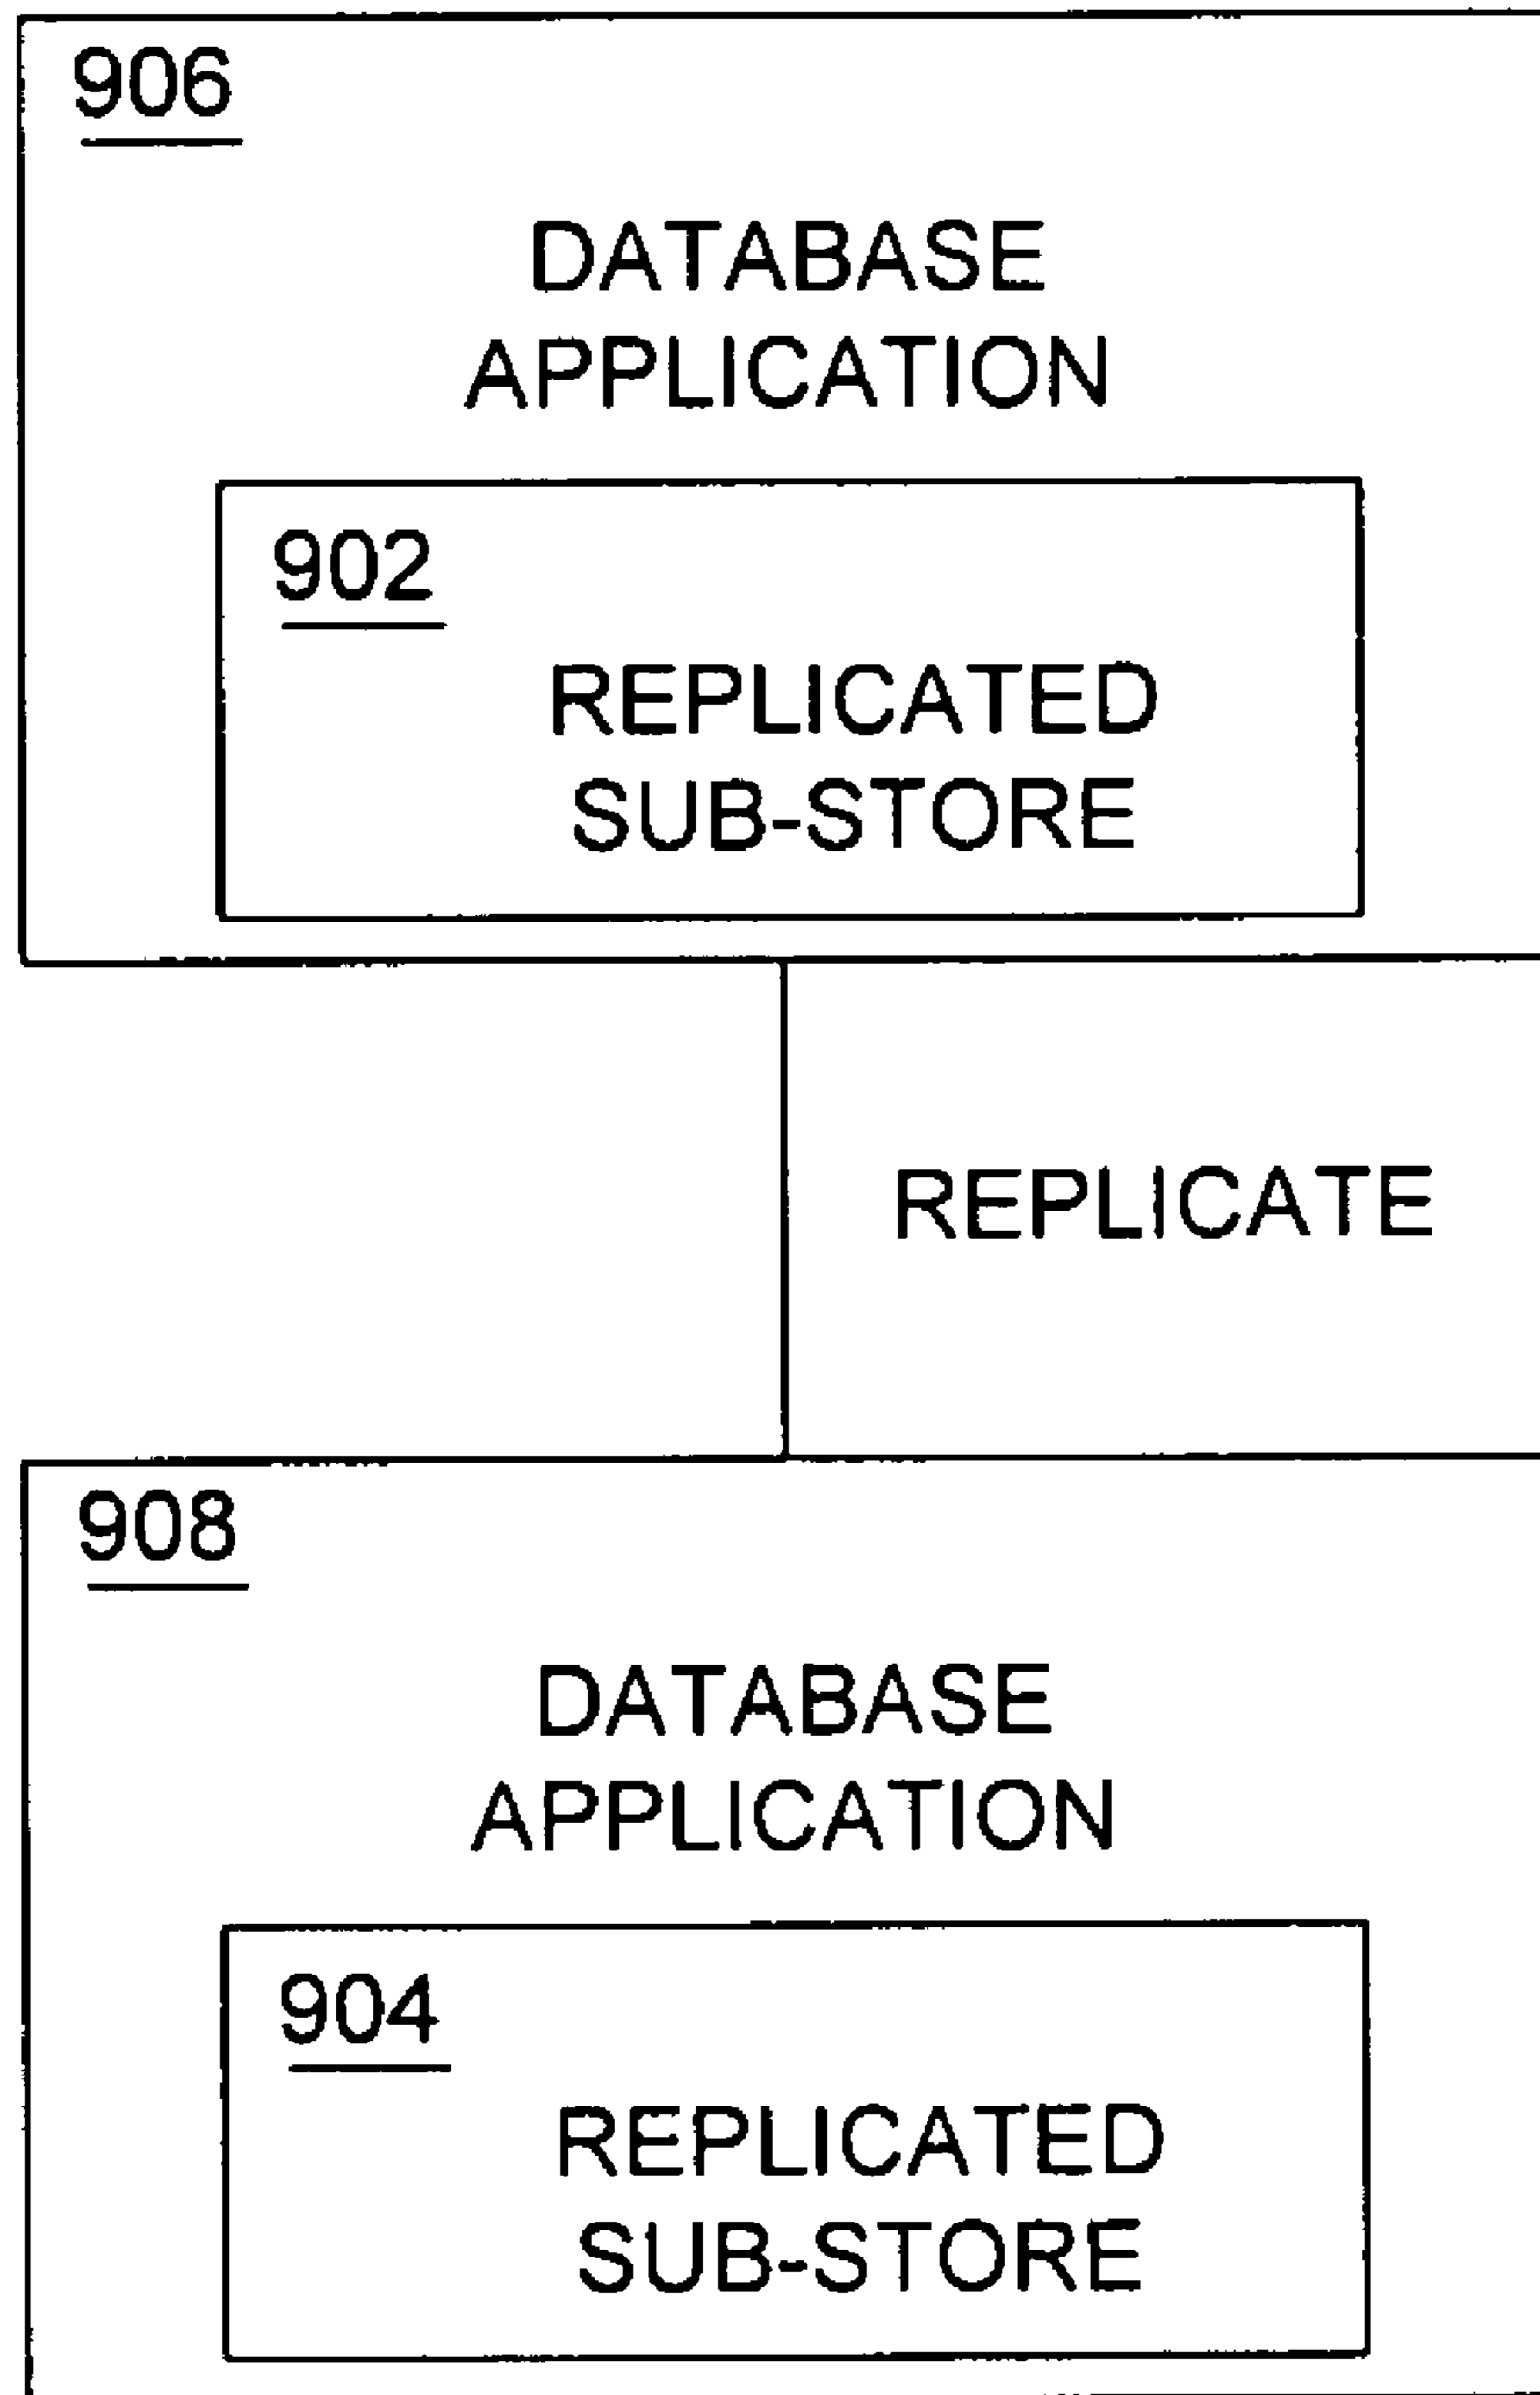 906
DATABASE
APPLICATION
902
REPLICATED
SUB-STORE
REPLICATE
908
DATABASE
APPLICATION
904
REPLICATED
SUB-STORE